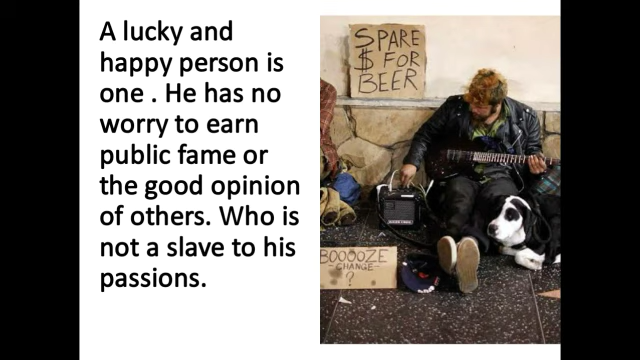 A lucky and
happy person is
one . He has no
worry to earn
public fame or
the good opinion
of others. Who is
not a slave to his
passions.
SPARE
$ FOR
BEER
BOOOOZE
- CHANGE -
?